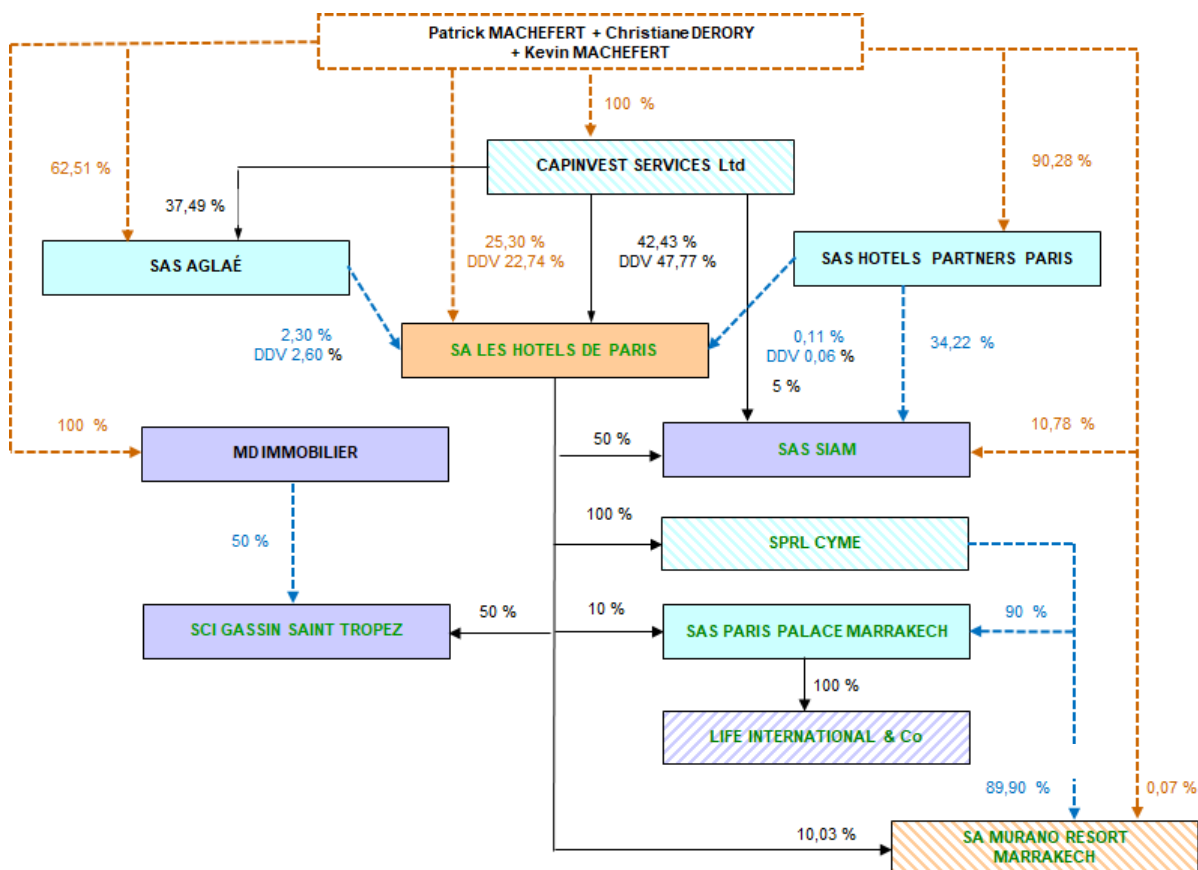 Patrick MACHEFERT + Christiane DERORY
+ Kevin MACHEFERT
100 %
62,51 %
CAPINVEST SERVICES Ltd
90,28 %
37,49 %
SAS AGLAÉ
25,30 %
DDV 22,74 %
42,43 %
DDV 47,77 %
SAS HOTELS PARTNERS PARIS
2,30 %
DDV 2,60 %
SA LES HOTELS DE PARIS
0,11 %
DDV 0,06 %
34,22 %
5 %
100 %
MD IMMOBILIER
50 %
SAS SIAM
10,78 %
50 %
100 %
SPRL CYME
SCI GASSIN SAINT TROPEZ
50 %
10 %
SAS PARIS PALACE MARRAKECH
90 %
100 %
LIFE INTERNATIONAL & Co
89,90 %
0,07 %
10,03 %
SA MURANO RESORT
MARRAKECH